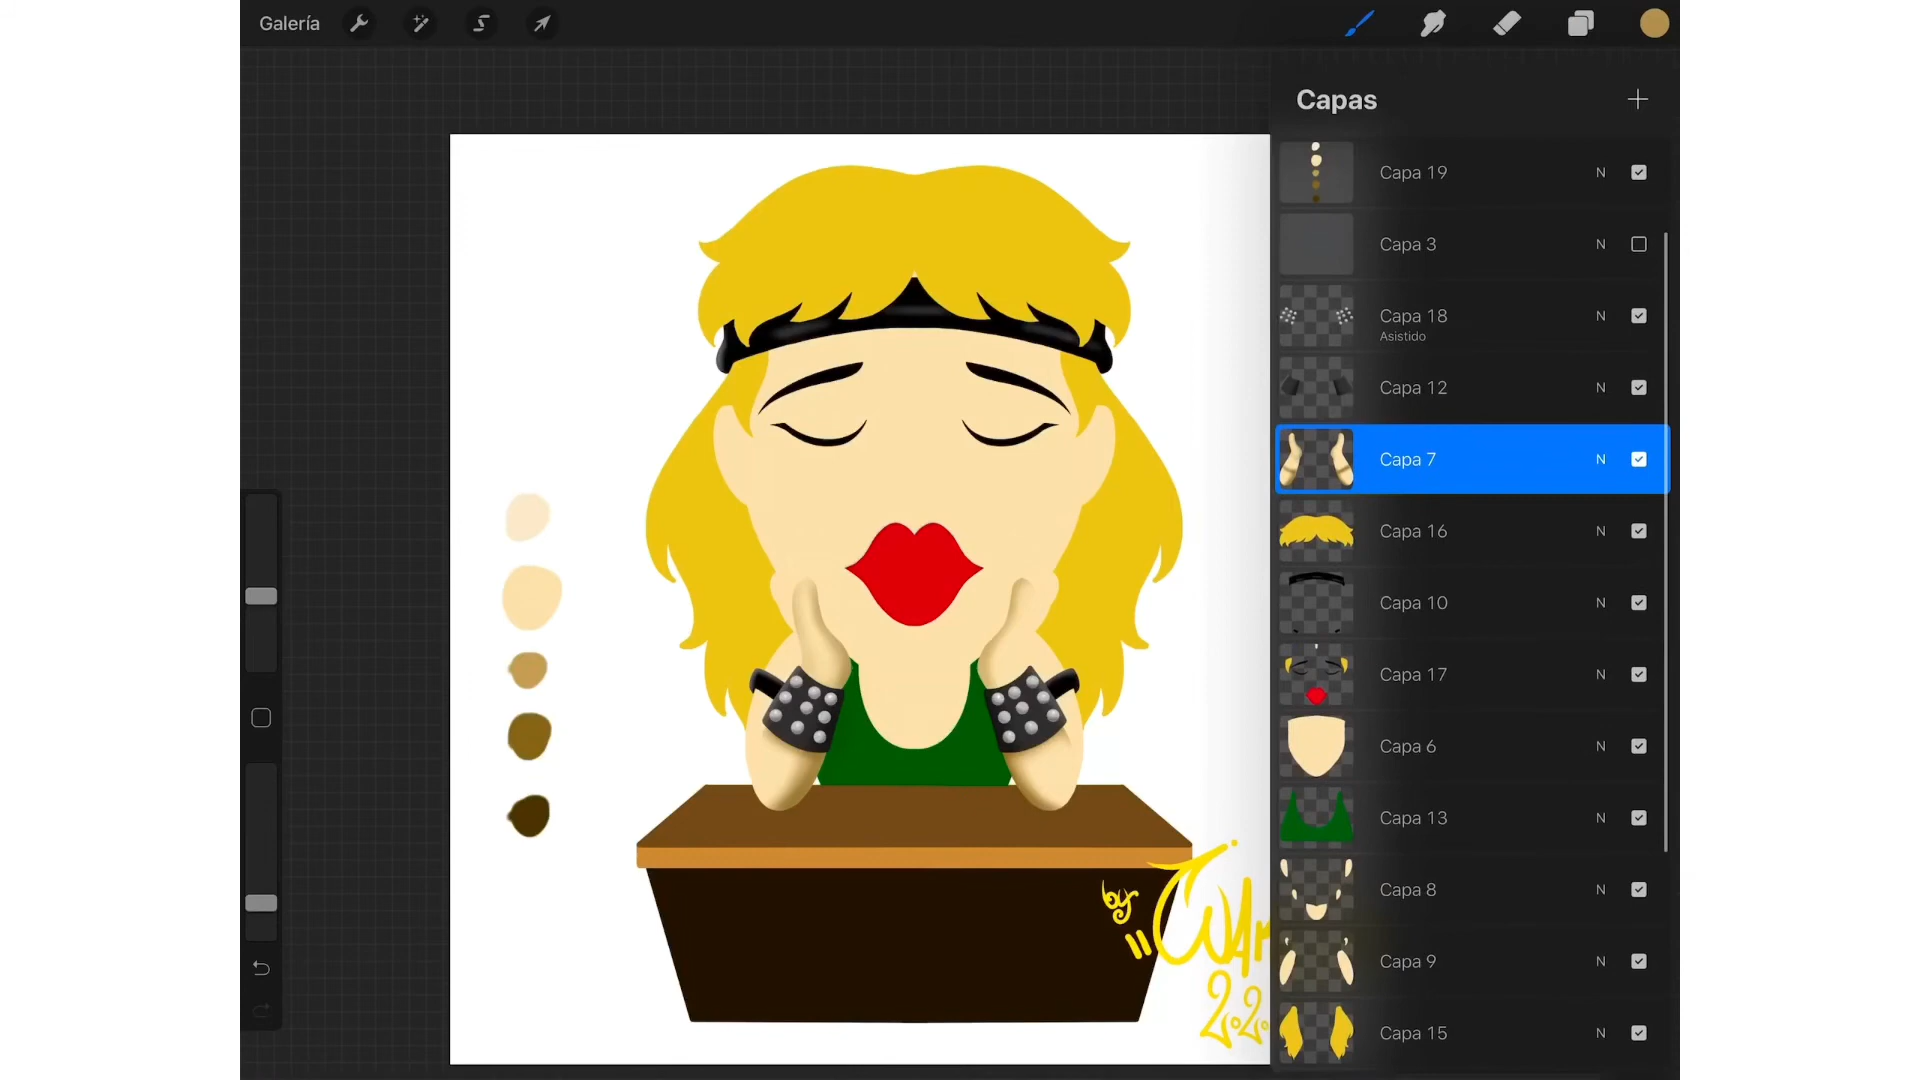 Galería
Capas
Capa 19 N
Capa 3 N
Capa 18 N
Asistido
Capa 12 N
Capa 7 N
Capa 16 N
Capa 10 N
Capa 17 N
Capa 6 N
Capa 13 N
Capa 8 N
Capa 9 N
Capa 15 N
by